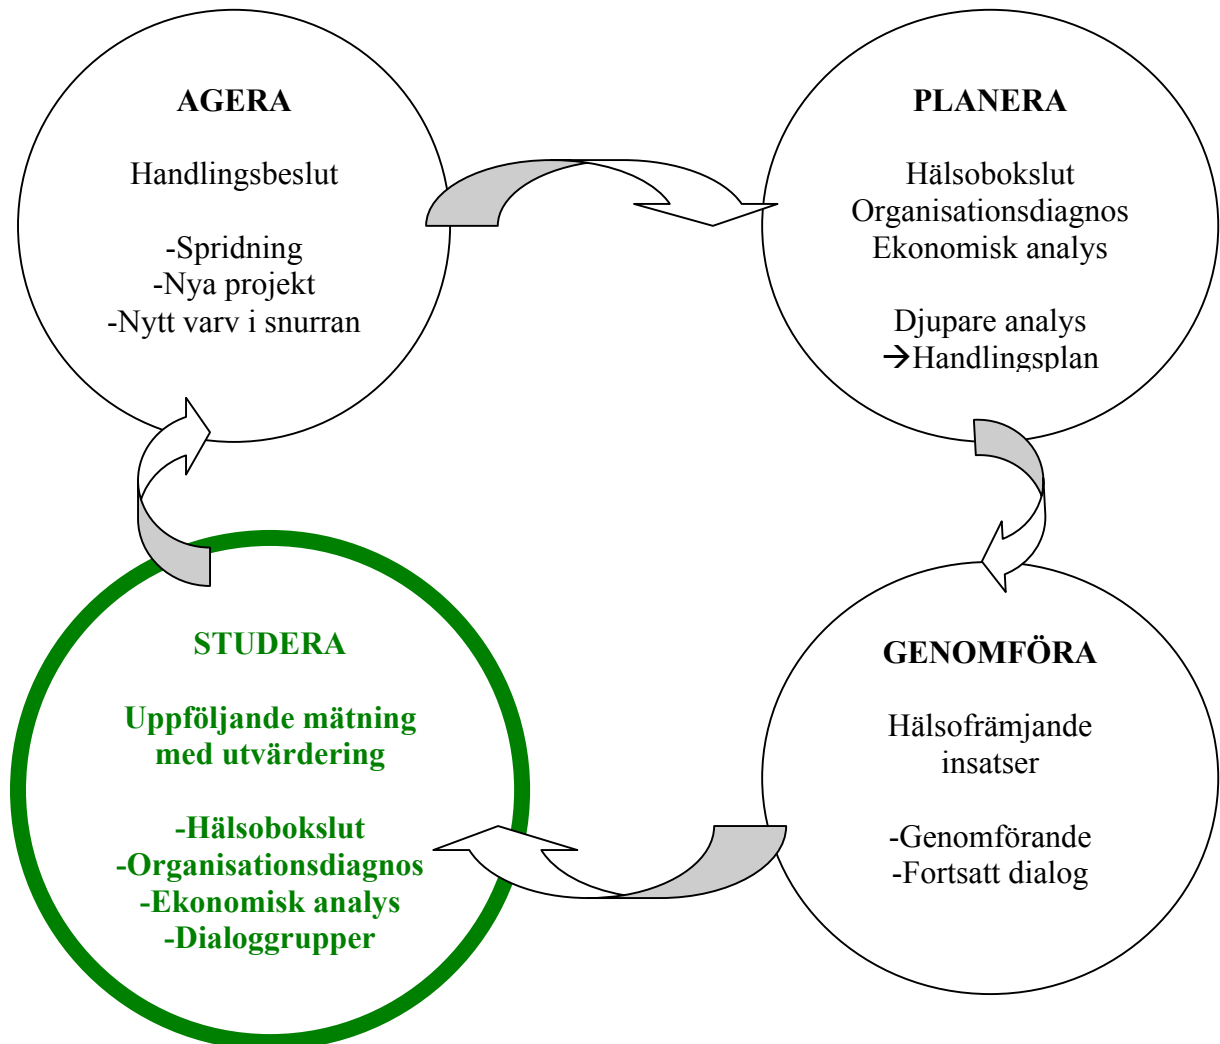 AGERA
Handlingsbeslut
-Spridning
-Nya projekt
-Nytt varv i snurran
PLANERA
Hälsobokslut
Organisationsdiagnos
Ekonomisk analys
Djupare analys
→Handlingsplan
STUDERA
Uppföljande mätning
med utvärdering
-Hälsobokslut
-Organisationsdiagnos
-Ekonomisk analys
-Dialoggrupper
GENOMFÖRA
Hälsofrämjande
insatser
-Genomförande
-Fortsatt dialog